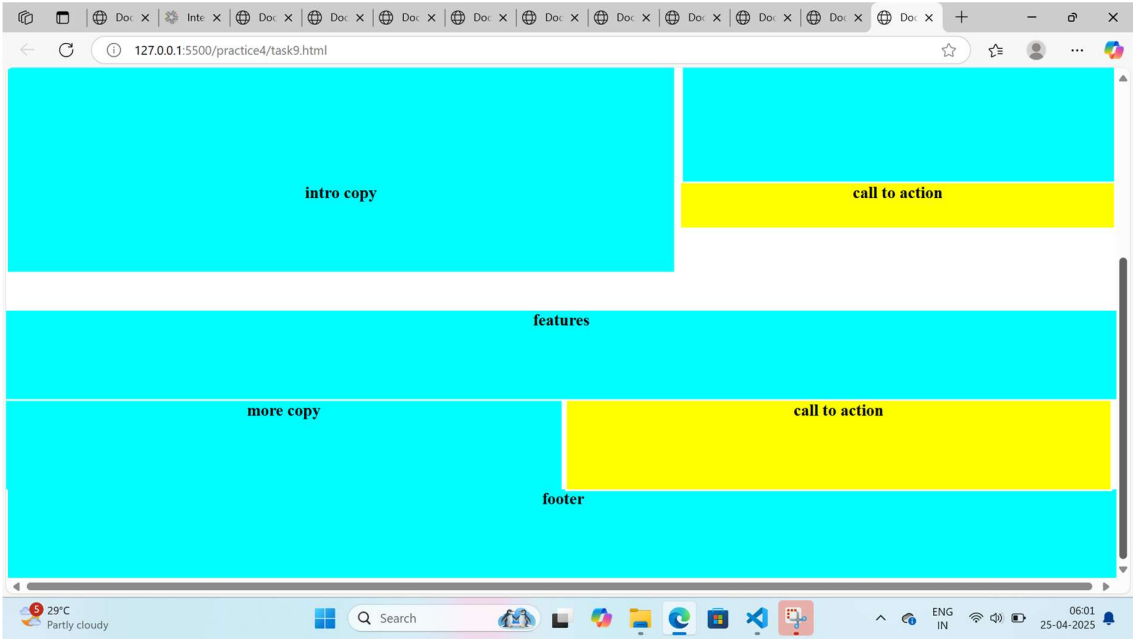 Doc Inte Doc Doc Doc Doc Doc Doc Doc Doc Doc Doc
127.0.0.1:5500/practice4/task9.html
intro copy
call to action
features
more copy
call to action
footer
5
29°C
Partly cloudy
Search
ENG
IN
06:01
25-04-2025